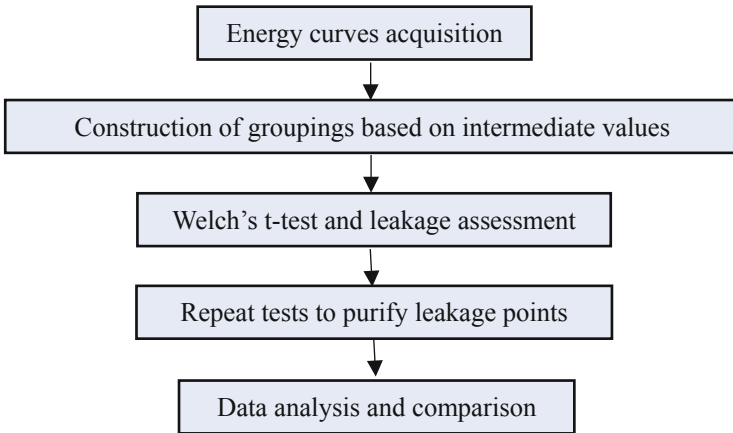 Energy curves acquisition
Construction of groupings based on intermediate values
Welch’s t-test and leakage assessment
Repeat tests to purify leakage points
Data analysis and comparison